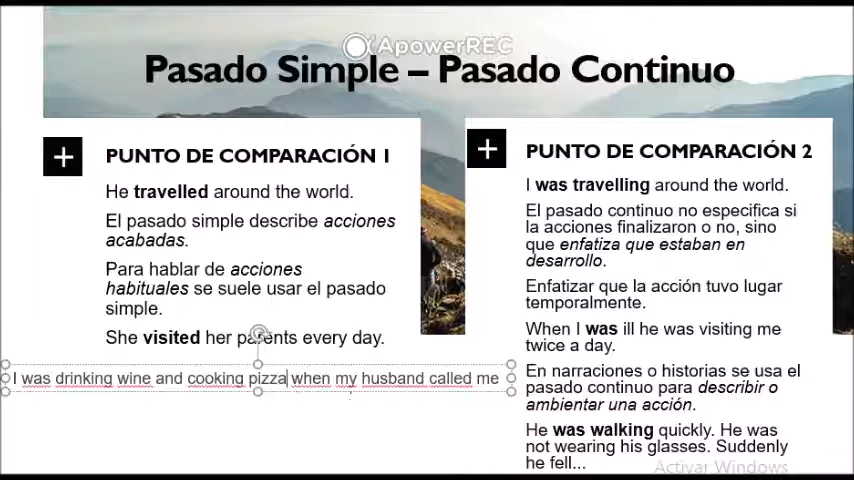 ApowerREC
Pasado Simple – Pasado Continuo
PUNTO DE COMPARACIÓN 1
He travelled around the world.
El pasado simple describe acciones
acabadas.
Para hablar de acciones
habituales se suele usar el pasado
simple.
She visited her parents every day.
I was drinking wine and cooking pizza when my husband called me
PUNTO DE COMPARACIÓN 2
I was travelling around the world.
El pasado continuo no especifica si
la acciones finalizaron o no, sino
que enfatiza que estaban en
desarrollo.
Enfatizar que la acción tuvo lugar
temporalmente.
When I was ill he was visiting me
twice a day.
En narraciones o historias se usa el
pasado continuo para describir o
ambientar una acción.
He was walking quickly. He was
not wearing his glasses. Suddenly
he fell...
Activar Windows